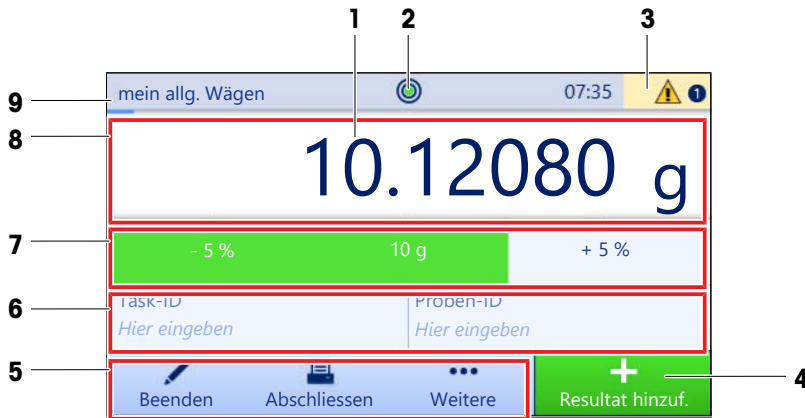 1 2 3
mein allg. Wägen 07:35 1
9
8
10.12080 g
7
- 5 % 10 g + 5 %
6
Task-ID Proben-ID
Hier eingeben Hier eingeben
5
4
Beenden Abschliessen Weitere Resultat hinzuf.